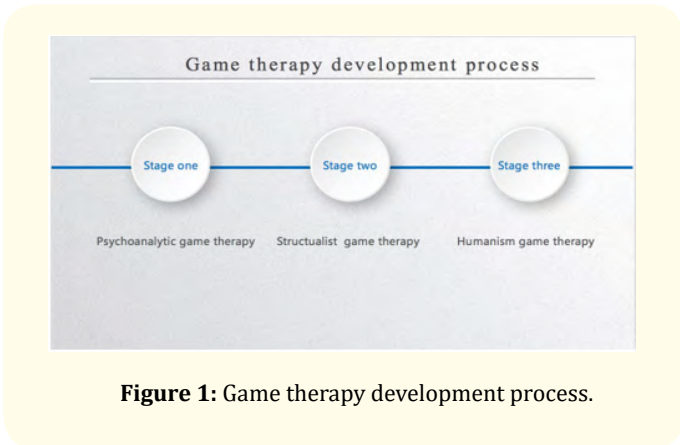 Game therapy development process
Stage one
Stage two
Stage three
Psychoanalytic game therapy
Structualist game therapy
Humanism game therapy
Figure 1: Game therapy development process.